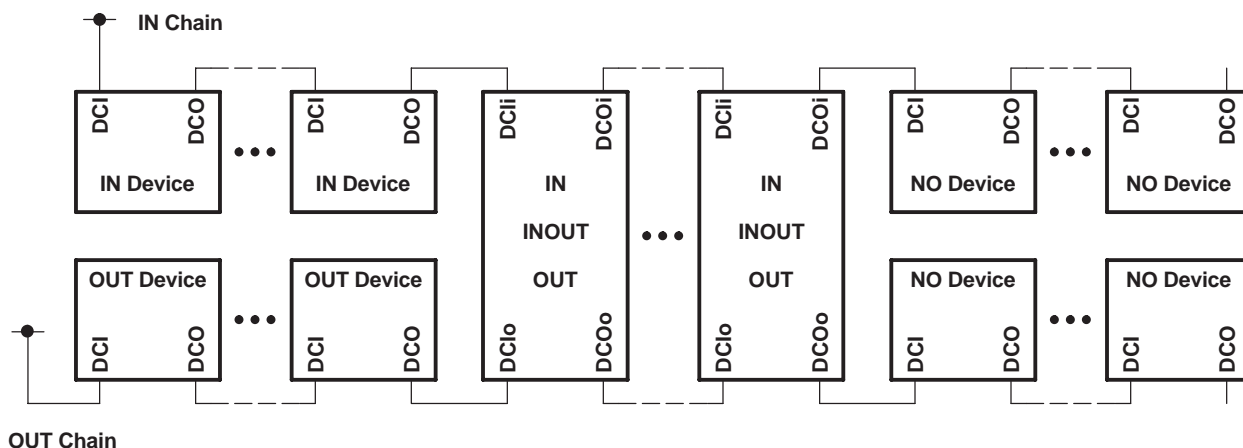 IN Chain
DCI DCO DCI DCO DCIi DCOi DCIi DCOi DCI DCO DCI DCO
IN Device IN Device IN IN NO Device NO Device
INOUT INOUT
OUT Device OUT Device OUT OUT NO Device NO Device
DCI DCO DCI DCO DCIo DCOo DCIo DCOo DCI DCO DCI DCO
OUT Chain